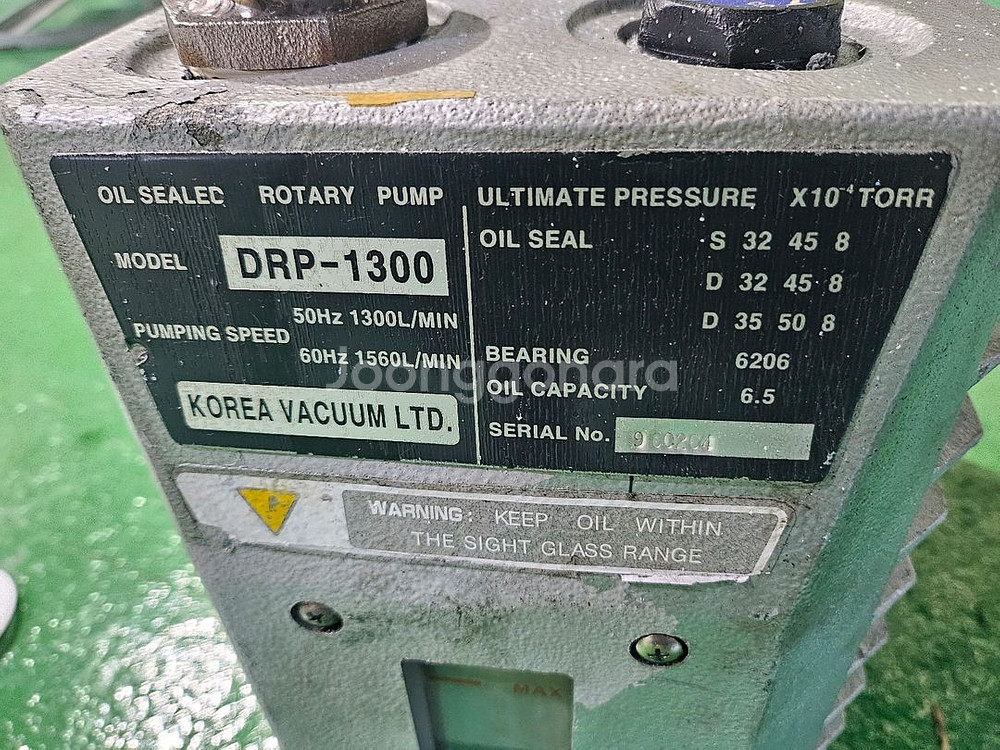 OIL SEALED ROTARY PUMP
MODEL DRP-1300
PUMPING SPEED 50Hz 1300L/MIN
60Hz 1560L/MIN
KOREA VACUUM LTD.
ULTIMATE PRESSURE X10⁻⁴ TORR
OIL SEAL S 32 45 8
D 32 45 8
D 35 50 8
BEARING 6206
OIL CAPACITY 6.5
SERIAL No.
Joonggonara
WARNING: KEEP OIL WITHIN
THE SIGHT GLASS RANGE
MAX